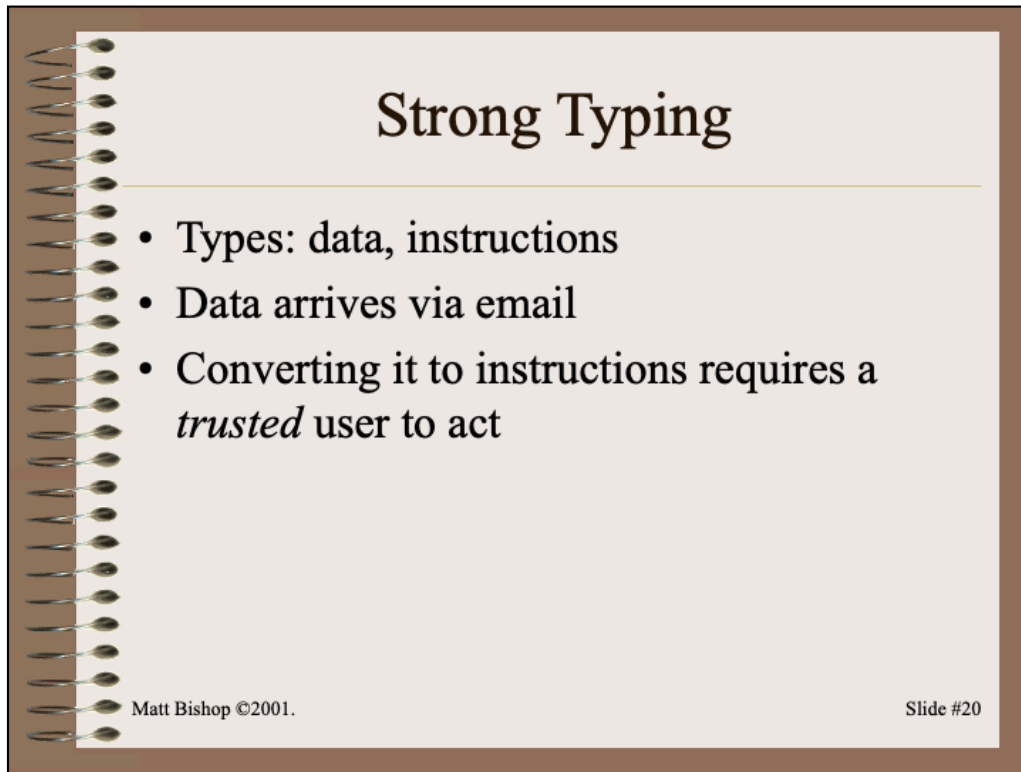 Strong Typing
• Types: data, instructions
• Data arrives via email
• Converting it to instructions requires a
trusted user to act
Matt Bishop ©2001.
Slide #20